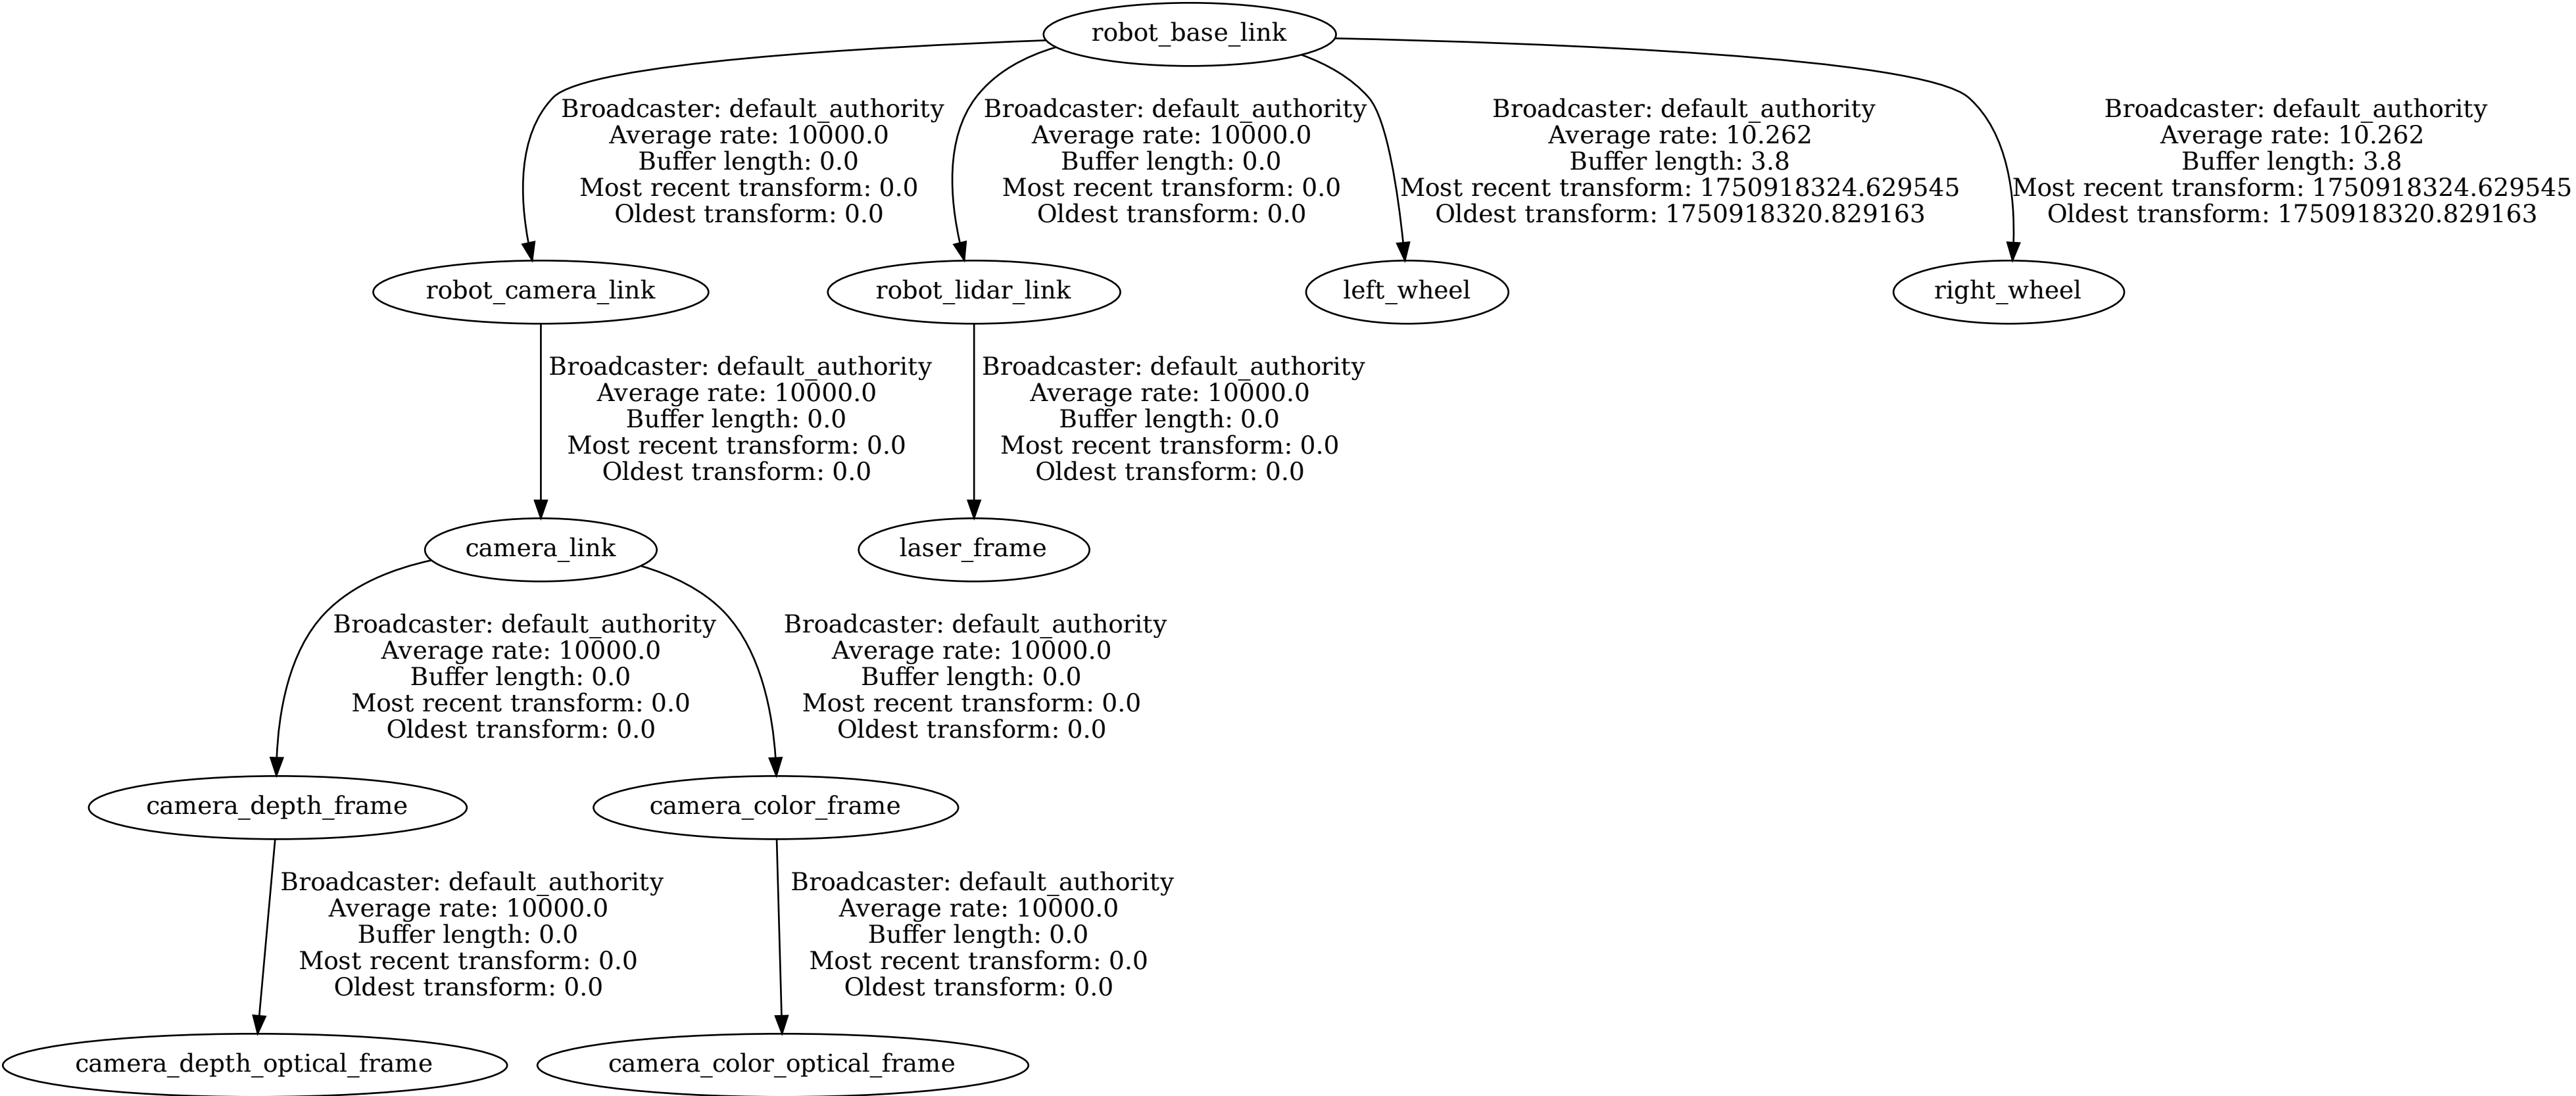 robot_base_link
Broadcaster: default_authority
Average rate: 10000.0
Buffer length: 0.0
Most recent transform: 0.0
Oldest transform: 0.0
Broadcaster: default_authority
Average rate: 10000.0
Buffer length: 0.0
Most recent transform: 0.0
Oldest transform: 0.0
Broadcaster: default_authority
Average rate: 10.262
Buffer length: 3.8
Most recent transform: 1750918324.629545
Oldest transform: 1750918320.829163
Broadcaster: default_authority
Average rate: 10.262
Buffer length: 3.8
Most recent transform: 1750918324.629545
Oldest transform: 1750918320.829163
robot_camera_link
robot_lidar_link
left_wheel
right_wheel
Broadcaster: default_authority
Average rate: 10000.0
Buffer length: 0.0
Most recent transform: 0.0
Oldest transform: 0.0
Broadcaster: default_authority
Average rate: 10000.0
Buffer length: 0.0
Most recent transform: 0.0
Oldest transform: 0.0
camera_link
laser_frame
Broadcaster: default_authority
Average rate: 10000.0
Buffer length: 0.0
Most recent transform: 0.0
Oldest transform: 0.0
Broadcaster: default_authority
Average rate: 10000.0
Buffer length: 0.0
Most recent transform: 0.0
Oldest transform: 0.0
camera_depth_frame
camera_color_frame
Broadcaster: default_authority
Average rate: 10000.0
Buffer length: 0.0
Most recent transform: 0.0
Oldest transform: 0.0
Broadcaster: default_authority
Average rate: 10000.0
Buffer length: 0.0
Most recent transform: 0.0
Oldest transform: 0.0
camera_depth_optical_frame
camera_color_optical_frame